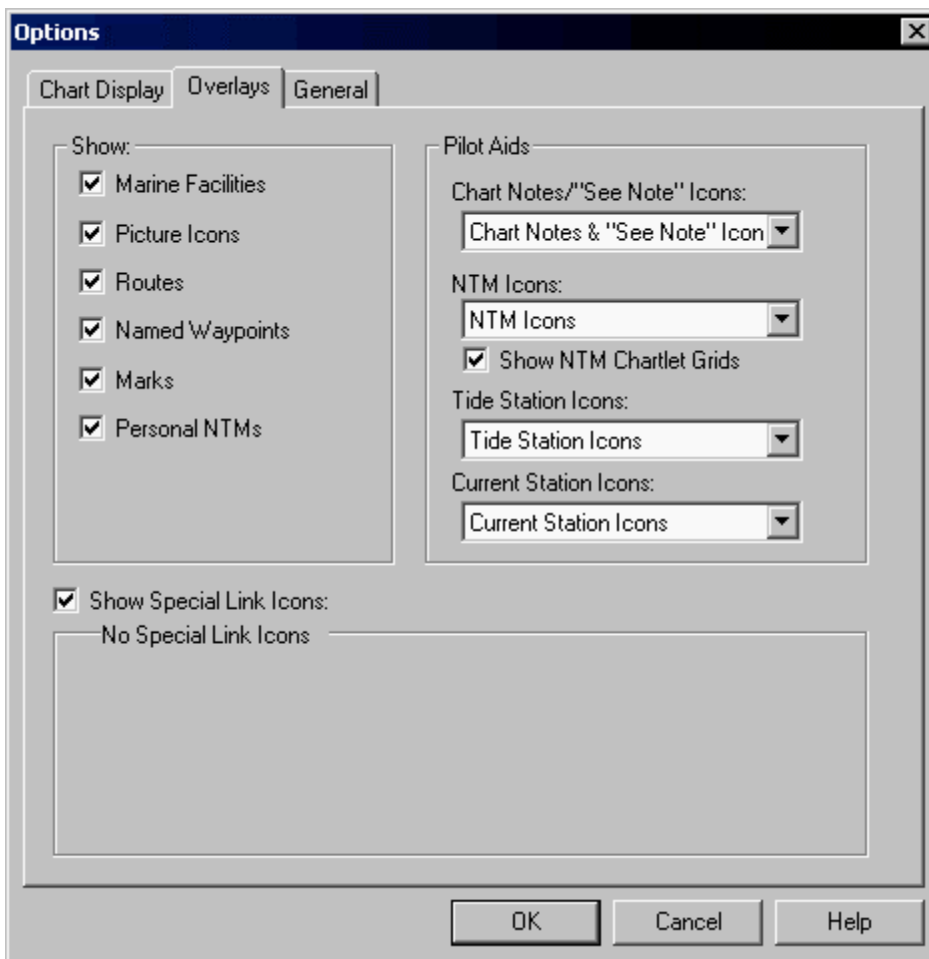 Options
Chart Display
Overlays
General
Show:
Marine Facilities
Picture Icons
Routes
Named Waypoints
Marks
Personal NTMs
Pilot Aids
Chart Notes/"See Note" Icons:
Chart Notes & "See Note" Icon
NTM Icons:
NTM Icons
Show NTM Chartlet Grids
Tide Station Icons:
Tide Station Icons
Current Station Icons:
Current Station Icons
Show Special Link Icons:
No Special Link Icons
OK
Cancel
Help